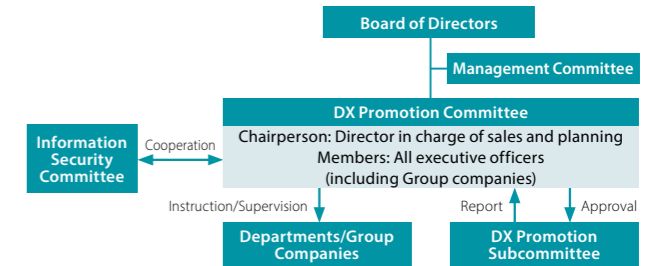 Board of Directors
Management Committee
DX Promotion Committee
Chairperson: Director in charge of sales and planning
Members: All executive officers
(including Group companies)
Information
Security
Committee
Cooperation
Instruction/Supervision
Report
Approval
Departments/Group
Companies
DX Promotion
Subcommittee